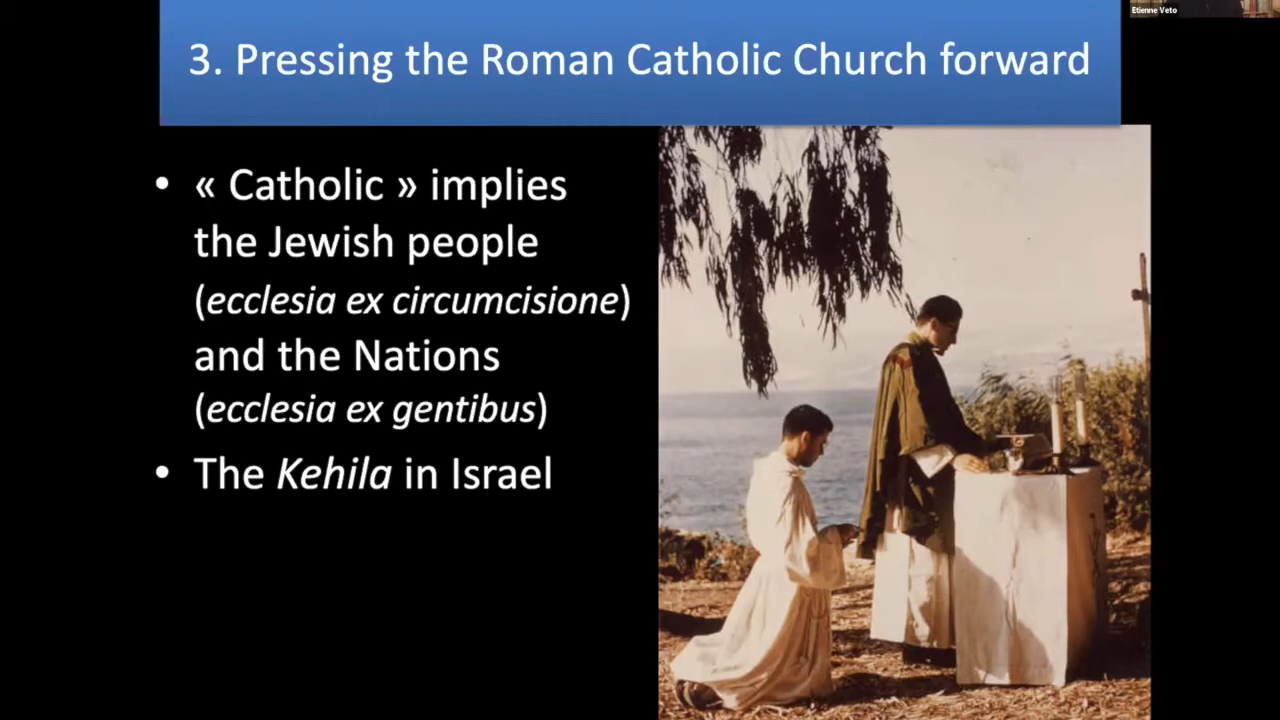 Etienne Veto
3. Pressing the Roman Catholic Church forward
• « Catholic » implies
the Jewish people
(ecclesia ex circumcisione)
and the Nations
(ecclesia ex gentibus)
• The Kehila in Israel